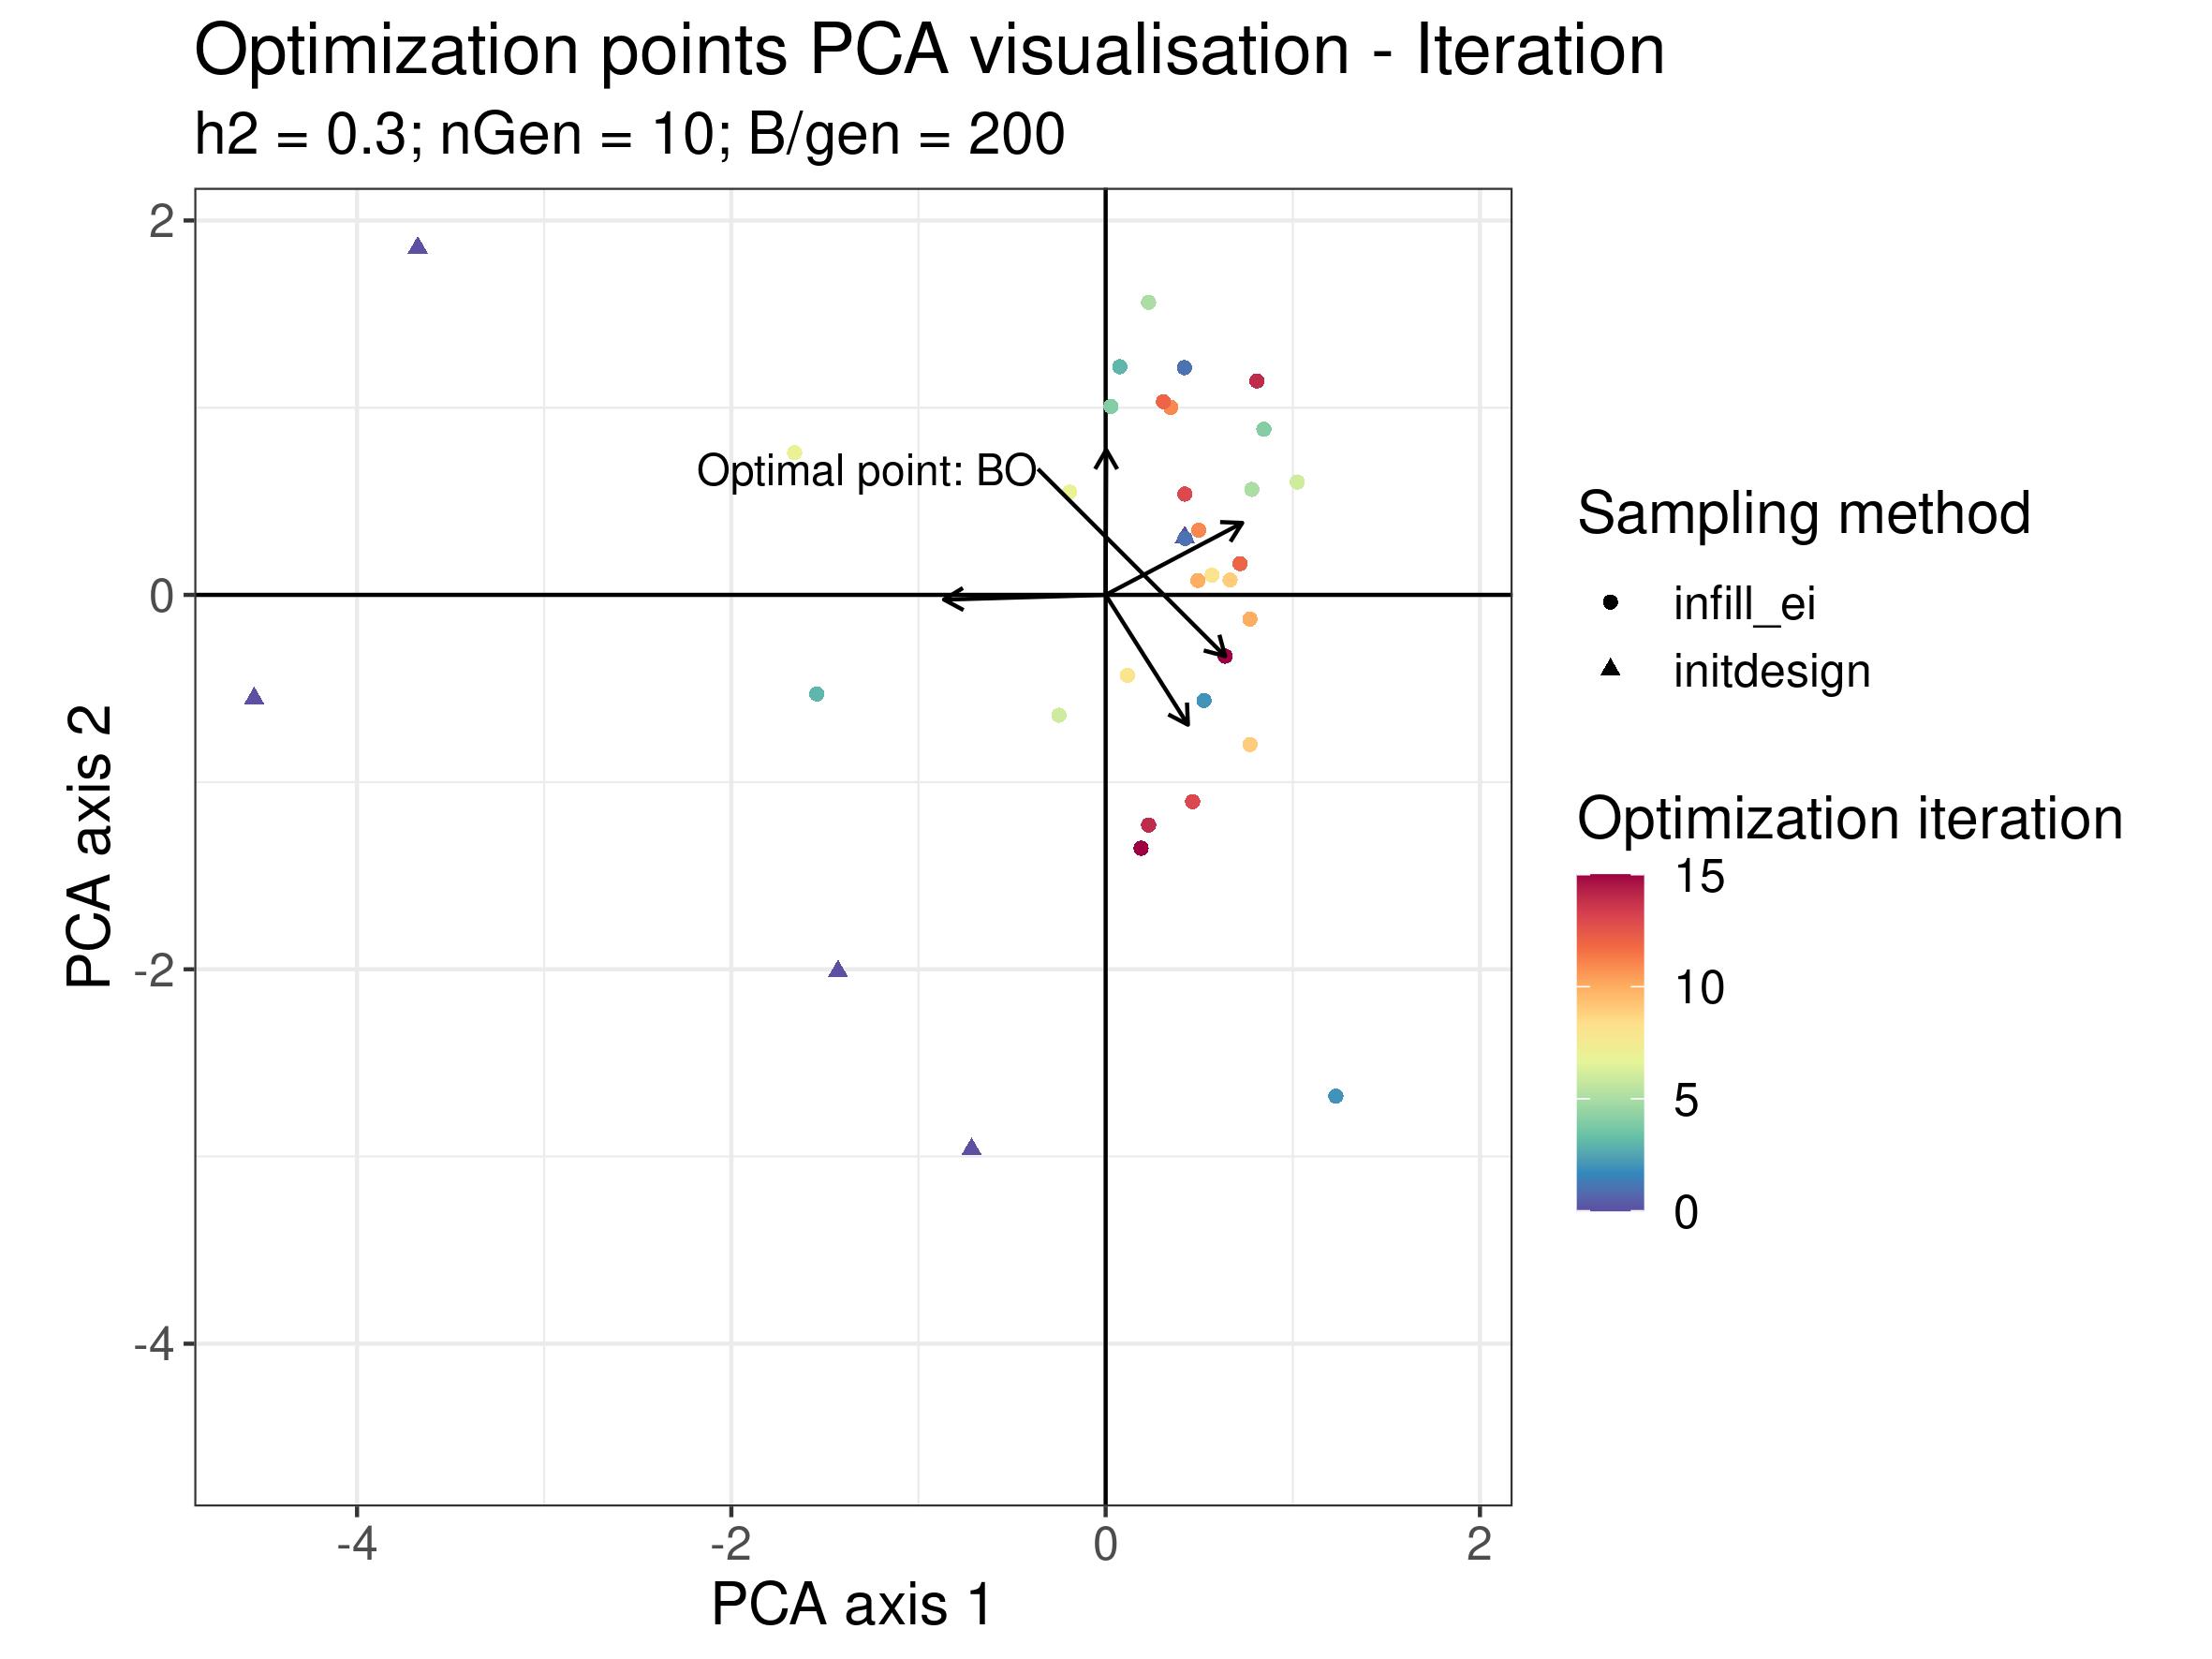 Optimization points PCA visualisation - Iteration
h2 = 0.3; nGen = 10; B/gen = 200
2
0
-2
-4
PCA axis 2
Optimal point: BO
-4
-2
0
2
PCA axis 1
Sampling method
infill_ei
initdesign
Optimization iteration
15
10
5
0